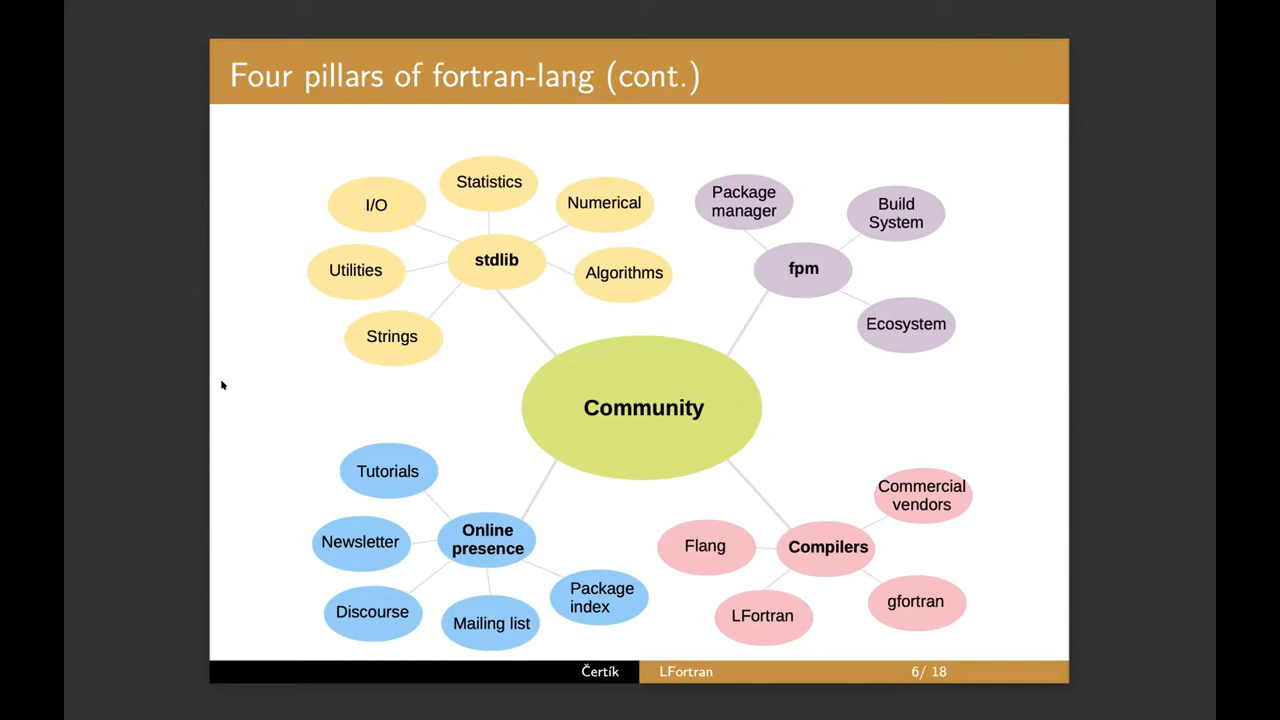 Four pillars of fortran-lang (cont.)
Statistics
I/O
Numerical
Utilities
stdlib
Algorithms
Strings
Package
manager
Build
System
fpm
Ecosystem
Community
Tutorials
Newsletter
Online
presence
Discourse
Mailing list
Package
index
Commercial
vendors
Flang
Compilers
LFortran
gfortran
Čertík
LFortran
6/ 18